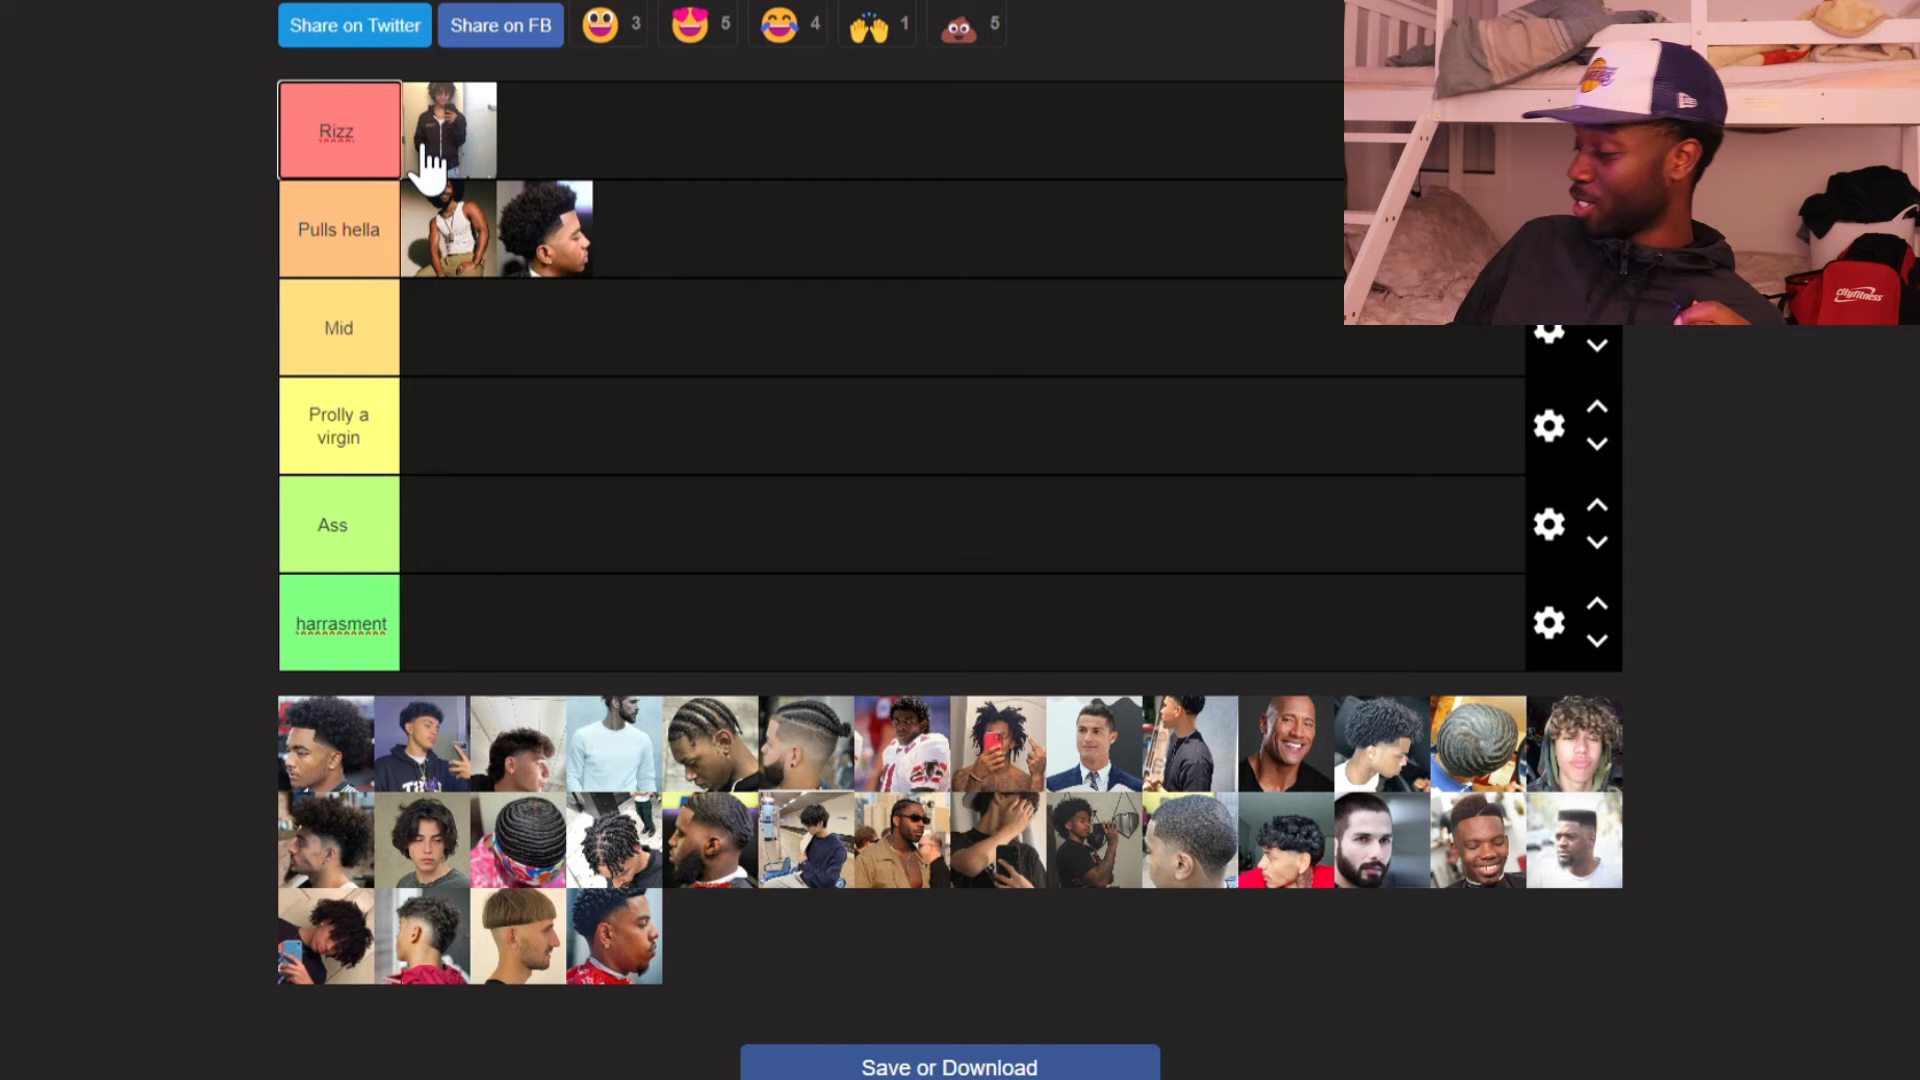 Share on Twitter Share on FB 3 5 4 1 5
Rizz
Pulls hella
Mid
Prolly a
virgin
Ass
harrasment
cityfitness
Save or Download